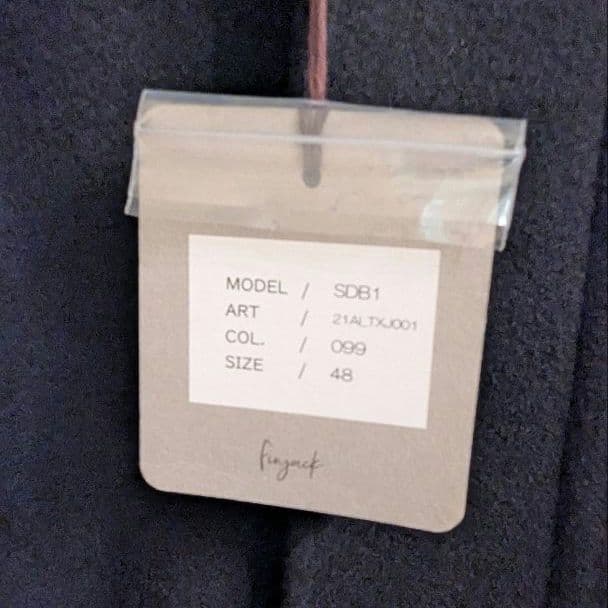 MODEL / SDB1
ART / 21ALTXJ001
COL. / 099
SIZE / 48
finjack